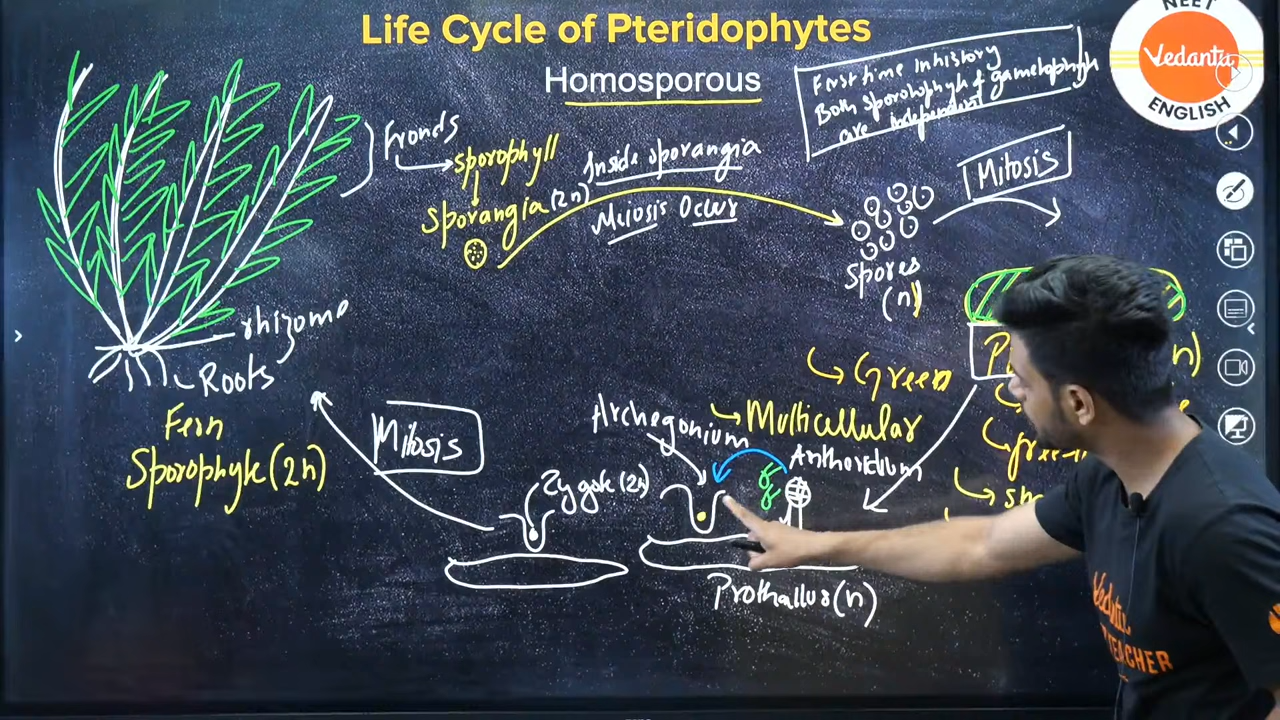 Life Cycle of Pteridophytes
Homosporous
NEET
Vedantu
ENGLISH
First time in history
Both sporophyte & gametophyte
are independent
Fronds
sporophyll
Sporangia (2n)
Inside sporangia
Meiosis Occur
Spores
(n)
Mitosis
rhizome
Roots
Fern
Sporophyte (2n)
Mitosis
Zygote (2n)
Archegonium
Green
Multicellular
Antheridium
Prothallus (n)
n)
Vedantu
TEACHER